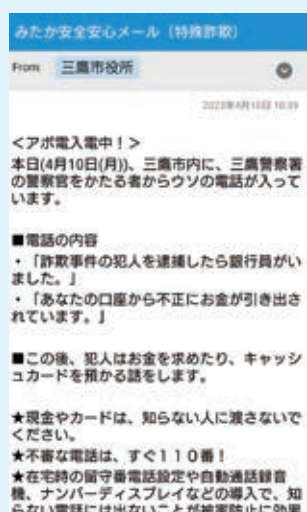 みたか安全安心メール（特殊詐欺）
From: 三鷹市役所
2023年4月10日 10:39
＜アポ電入電中！＞
本日(4月10日(月))、三鷹市内に、三鷹警察署
の警察官をかたる者からウソの電話が入って
います。
■電話の内容
・「詐欺事件の犯人を逮捕したら銀行員がい
ました。」
・「あなたの口座から不正にお金が引き出さ
れています。」
■この後、犯人はお金を求めたり、キャッシ
ュカードを預かる話をします。
★現金やカードは、知らない人に渡さないで
ください。
★不審な電話は、すぐ１１０番！
★在宅時の留守番電話設定や自動通話録音
機、ナンバーディスプレイなどの導入で、知
らない電話には出ないことが被害防止に効果